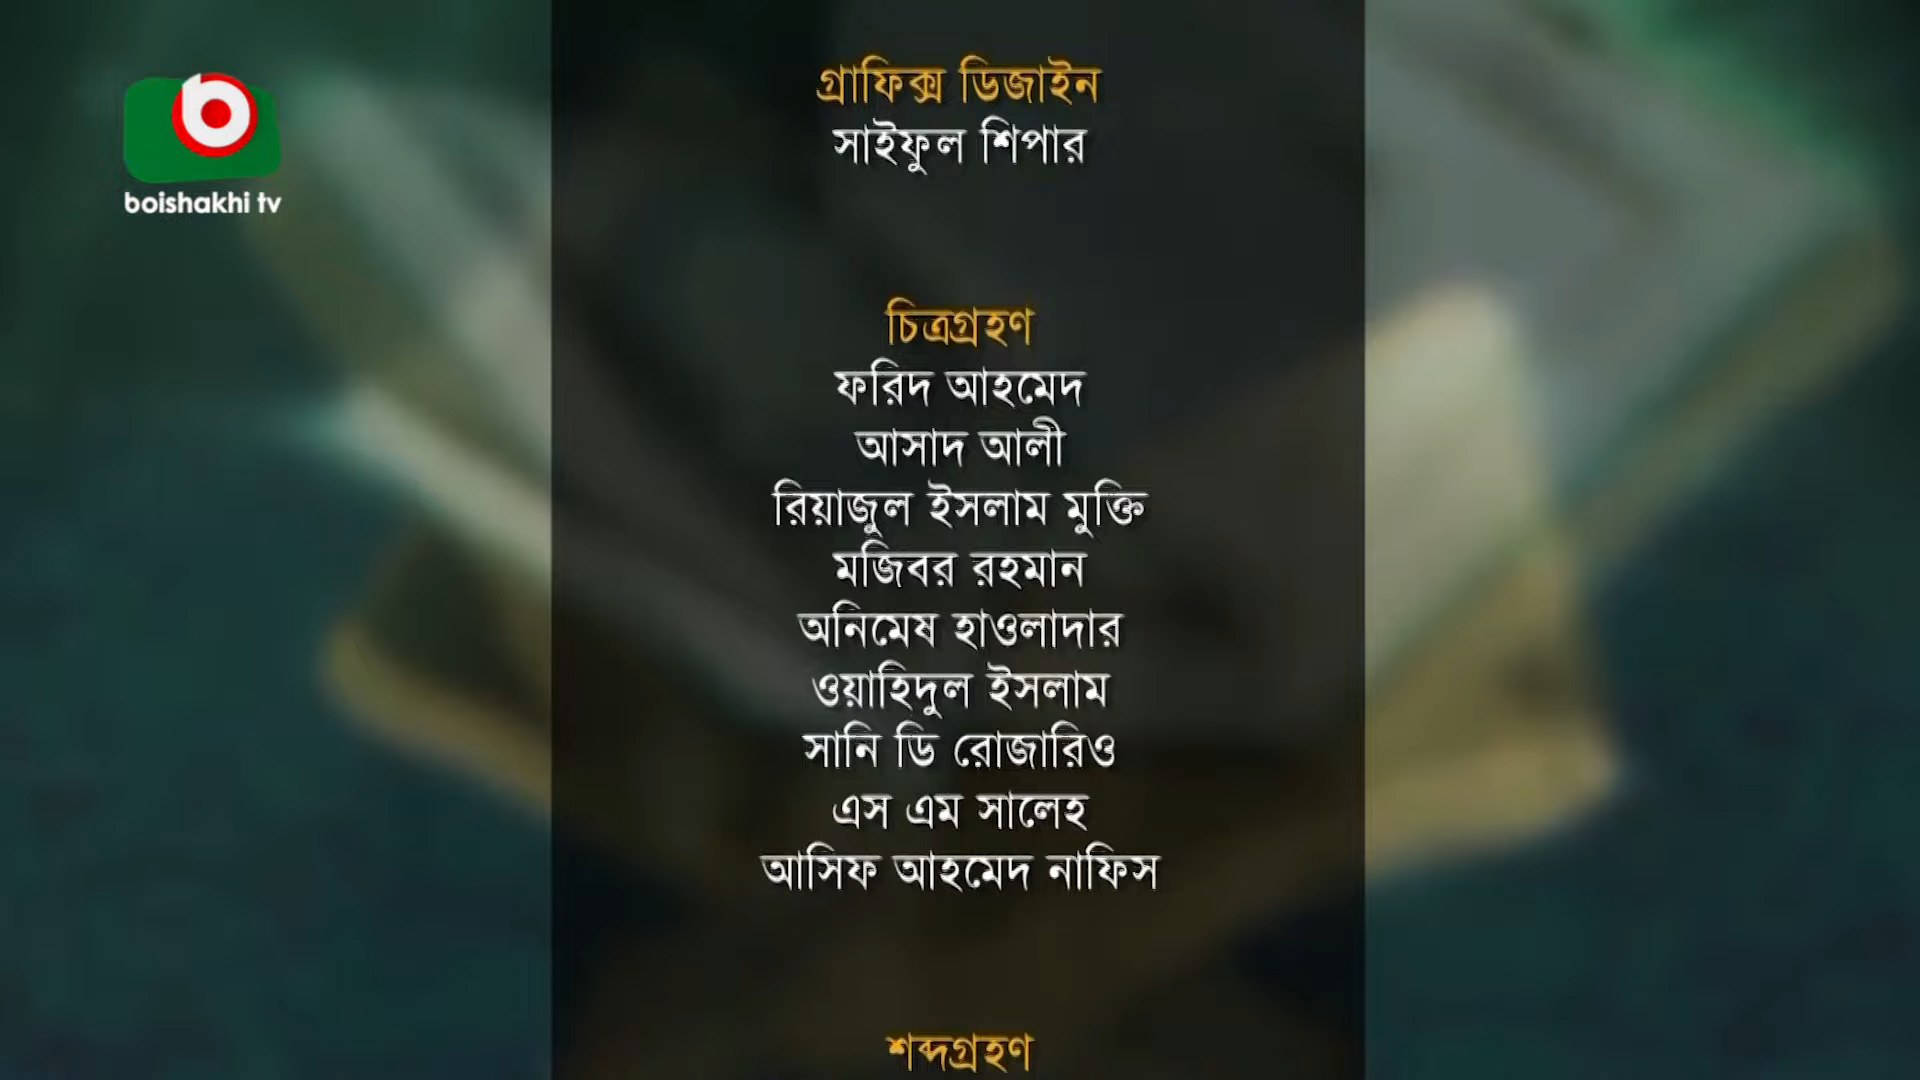 boishakhi tv
গ্রাফিক্স ডিজাইন
সাইফুল শিপার
চিত্রগ্রহণ
ফরিদ আহমেদ
আসাদ আলী
রিয়াজুল ইসলাম মুক্তি
মজিবর রহমান
অনিমেষ হাওলাদার
ওয়াহিদুল ইসলাম
সানি ডি রোজারিও
এস এম সালেহ
আসিফ আহমেদ নাফিস
শব্দগ্রহণ